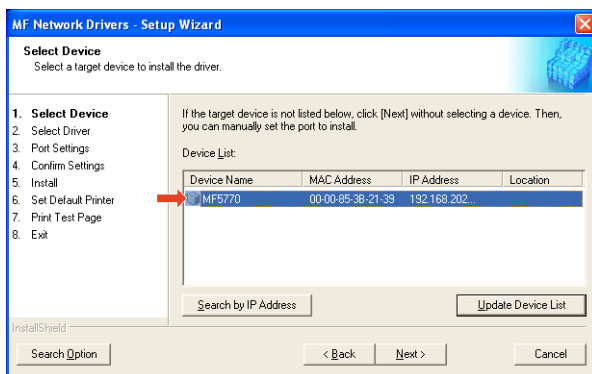 MF Network Drivers - Setup Wizard
Select Device
Select a target device to install the driver.
1. Select Device
2. Select Driver
3. Port Settings
4. Confirm Settings
5. Install
6. Set Default Printer
7. Print Test Page
8. Exit
If the target device is not listed below, click [Next] without selecting a device. Then,
you can manually set the port to install.
Device List:
Device Name MAC Address IP Address Location
MF5770 00-00-85-3B-21-39 192.168.202...
Search by IP Address Update Device List
InstallShield
Search Option < Back Next > Cancel